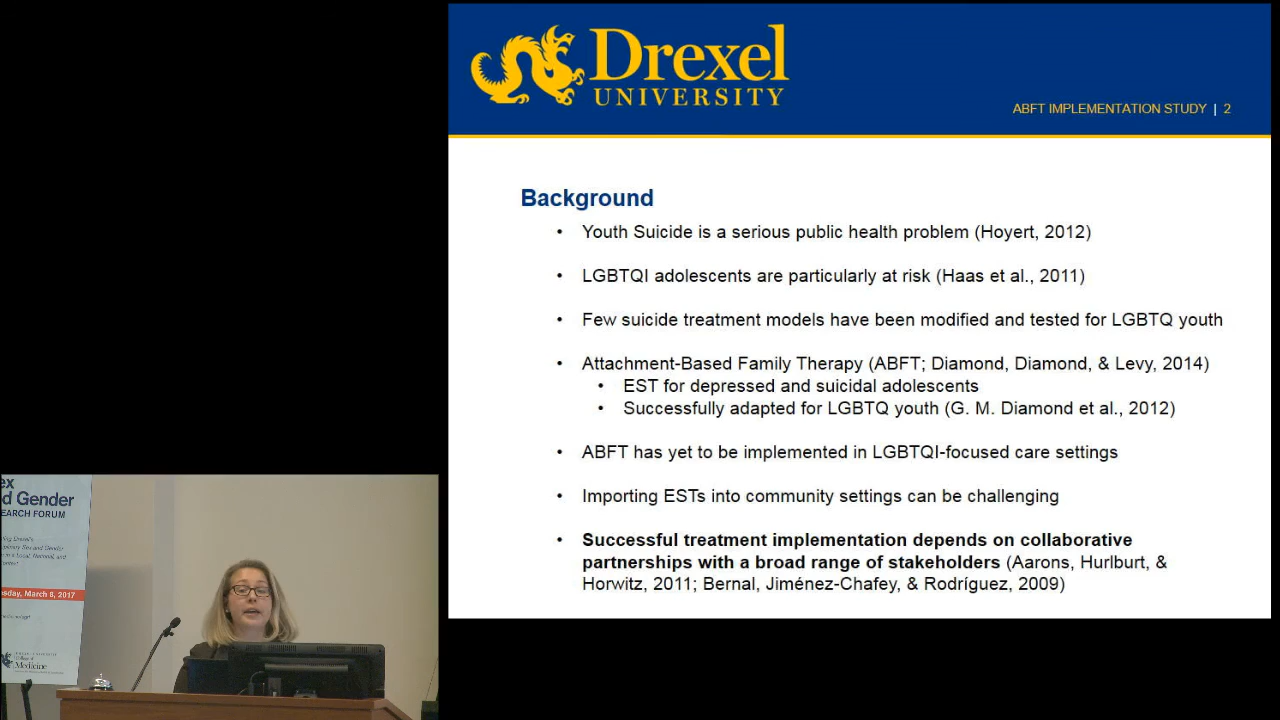 Drexel
UNIVERSITY
ABFT IMPLEMENTATION STUDY | 2
Background
• Youth Suicide is a serious public health problem (Hoyert, 2012)
• LGBTQI adolescents are particularly at risk (Haas et al., 2011)
• Few suicide treatment models have been modified and tested for LGBTQ youth
• Attachment-Based Family Therapy (ABFT; Diamond, Diamond, & Levy, 2014)
• EST for depressed and suicidal adolescents
• Successfully adapted for LGBTQ youth (G. M. Diamond et al., 2012)
• ABFT has yet to be implemented in LGBTQI-focused care settings
• Importing ESTs into community settings can be challenging
• Successful treatment implementation depends on collaborative
partnerships with a broad range of stakeholders (Aarons, Hurlburt, &
Horwitz, 2011; Bernal, Jiménez-Chafey, & Rodríguez, 2009)
ex
d Gender
EARCH FORUM
sday, March 8, 2017
Medicine